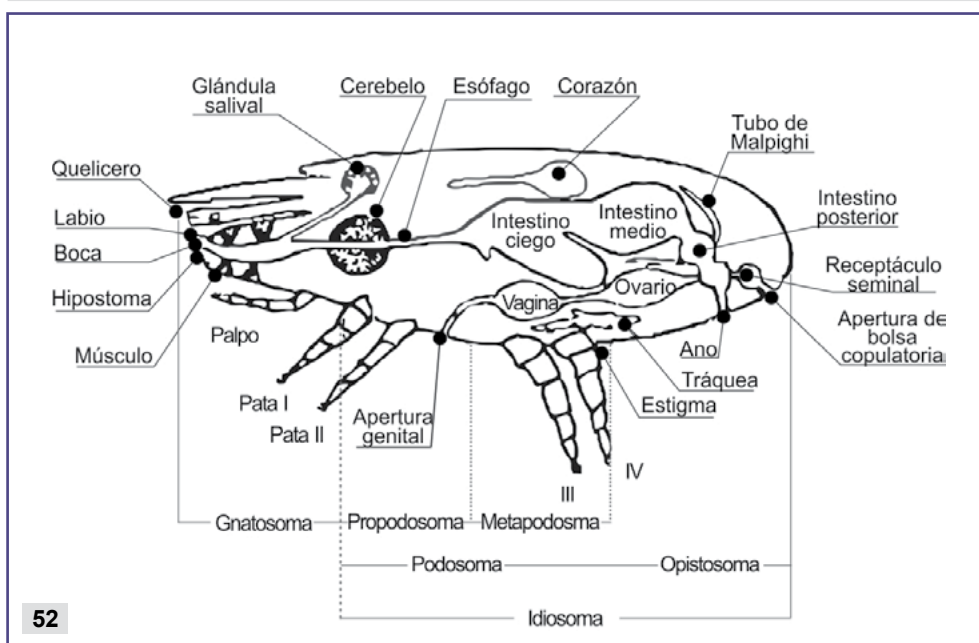 Glándula
salival
Cerebelo
Esófago
Corazón
Tubo de
Malpighi
Quelicero
Labio
Boca
Hipostoma
Músculo
Palpo
Intestino
ciego
Intestino
medio
Intestino
posterior
Receptáculo
seminal
Apertura de
bolsa
copulatoria
Vagina
Ovario
Ano
Tráquea
Estigma
Pata I
Pata II
Apertura
genital
III
IV
Gnatosoma
Propodosoma
Metapodosma
Podosoma
Opistosoma
Idiosoma
52